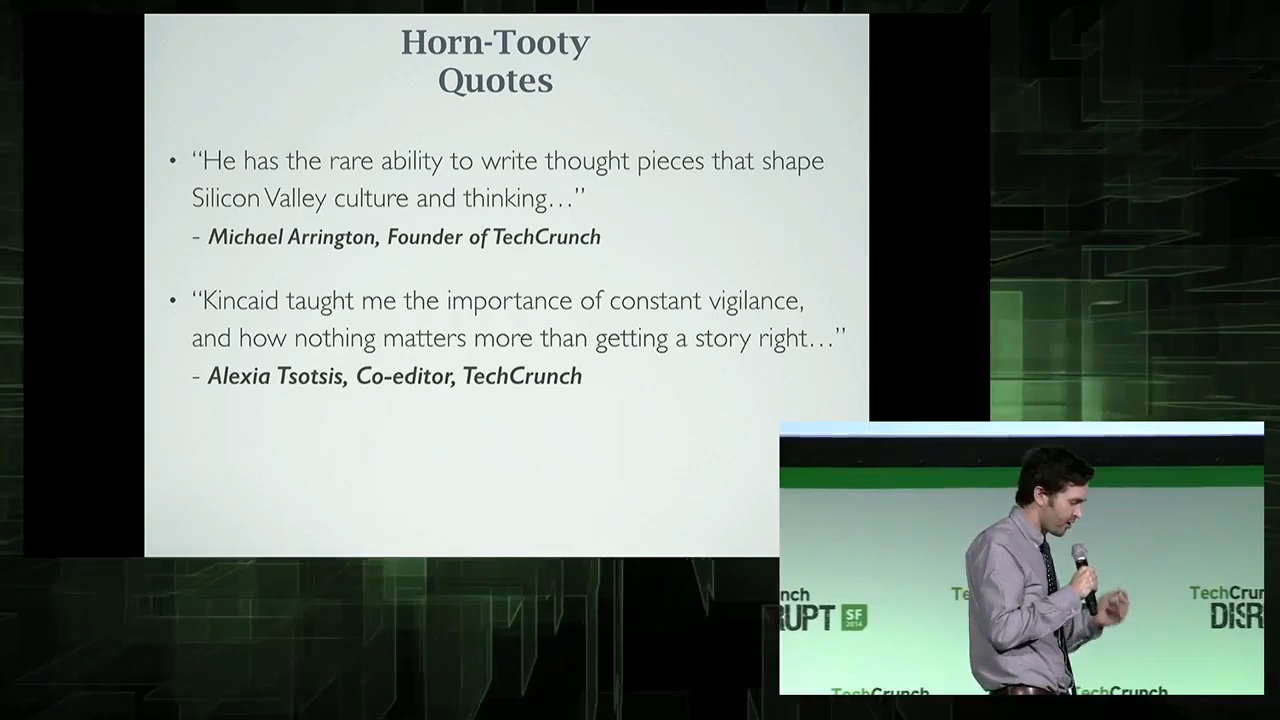 Horn-Tooty
Quotes
• “He has the rare ability to write thought pieces that shape
Silicon Valley culture and thinking…”
- Michael Arrington, Founder of TechCrunch
• “Kincaid taught me the importance of constant vigilance,
and how nothing matters more than getting a story right…”
- Alexia Tsotsis, Co-editor, TechCrunch
nch
RUPT SF
2014
Te
TechCrun
DISR
TechCrunch
TechCrunch